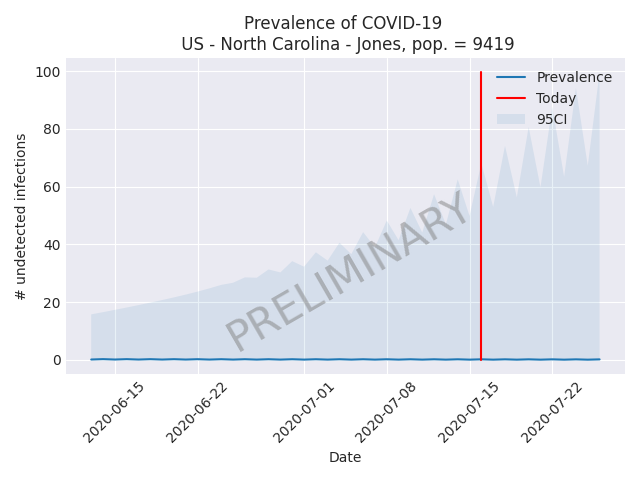 Prevalence of COVID-19
US - North Carolina - Jones, pop. = 9419
# undetected infections
100
80
60
40
20
0
Prevalence
Today
95CI
PRELIMINARY
2020-06-15
2020-06-22
2020-07-01
2020-07-08
2020-07-15
2020-07-22
Date